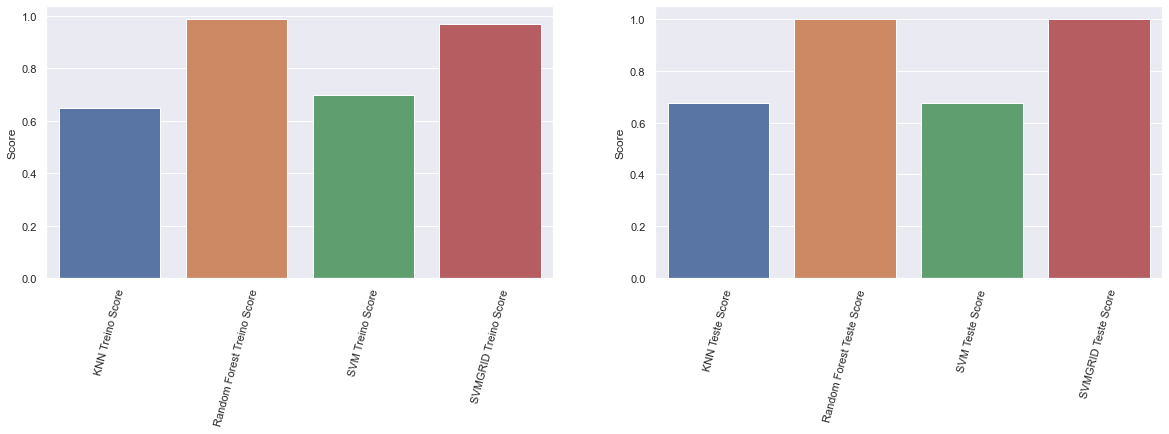 Score
1.0
0.8
0.6
0.4
0.2
0.0
KNN Treino Score
Random Forest Treino Score
SVM Treino Score
SVMGRID Treino Score
Score
1.0
0.8
0.6
0.4
0.2
0.0
KNN Teste Score
Random Forest Teste Score
SVM Teste Score
SVMGRID Teste Score